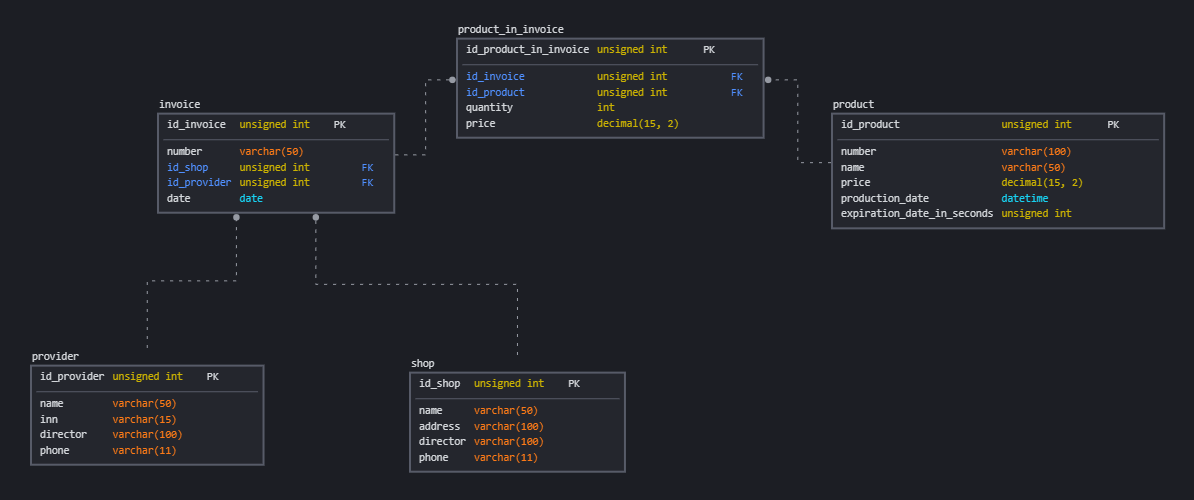 product_in_invoice
id_product_in_invoice unsigned int PK
id_invoice unsigned int FK
id_product unsigned int FK
quantity int
price decimal(15, 2)
invoice
id_invoice unsigned int PK
number varchar(50)
id_shop unsigned int FK
id_provider unsigned int FK
date date
product
id_product unsigned int PK
number varchar(100)
name varchar(50)
price decimal(15, 2)
production_date datetime
expiration_date_in_seconds unsigned int
provider
id_provider unsigned int PK
name varchar(50)
inn varchar(15)
director varchar(100)
phone varchar(11)
shop
id_shop unsigned int PK
name varchar(50)
address varchar(100)
director varchar(100)
phone varchar(11)